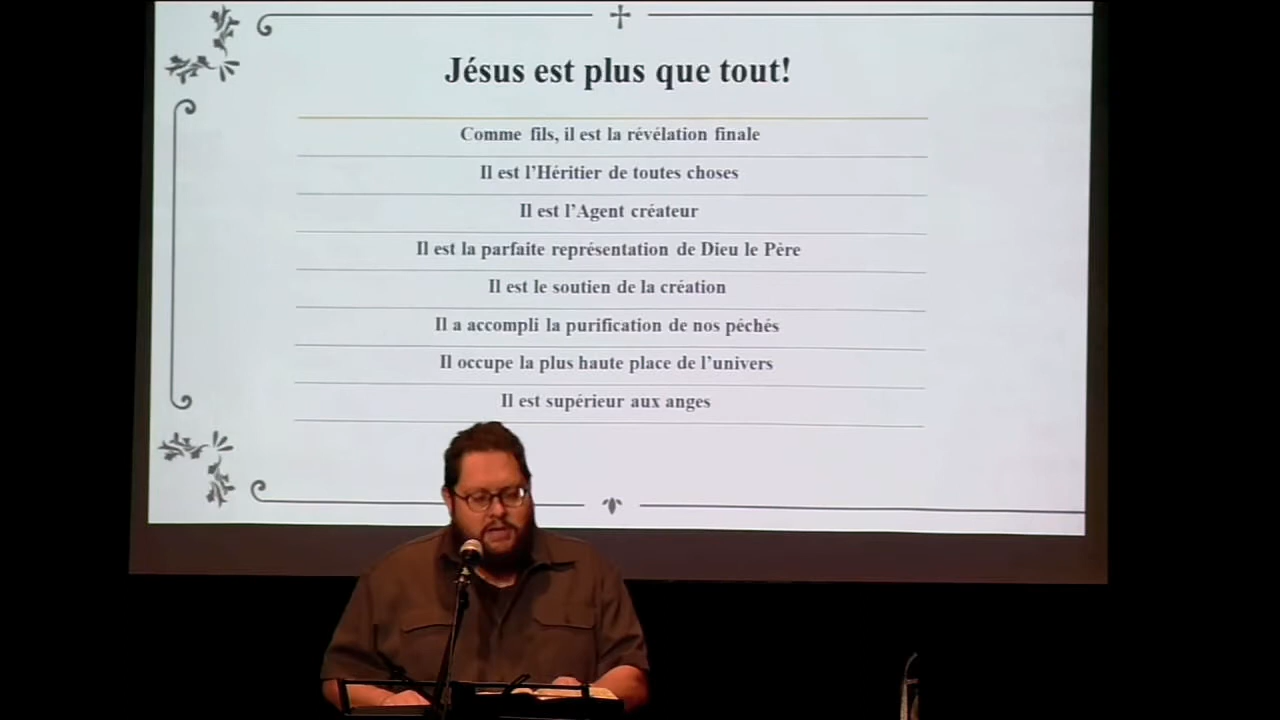 Jésus est plus que tout!
Comme fils, il est la révélation finale
Il est l’Héritier de toutes choses
Il est l’Agent créateur
Il est la parfaite représentation de Dieu le Père
Il est le soutien de la création
Il a accompli la purification de nos péchés
Il occupe la plus haute place de l’univers
Il est supérieur aux anges